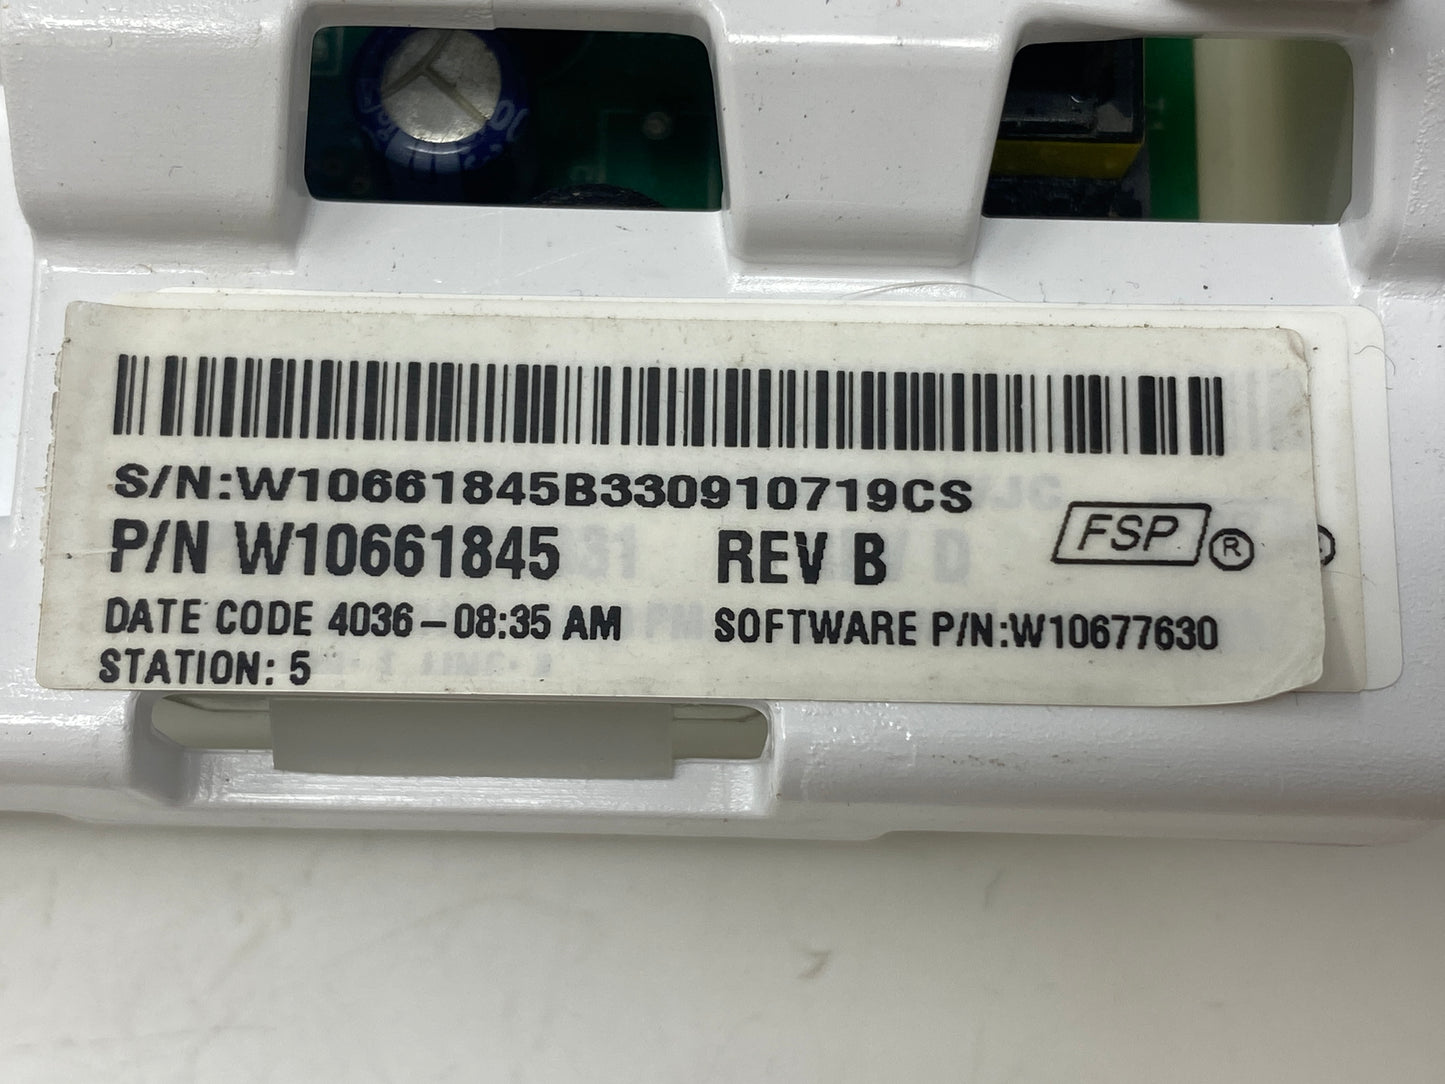 S/N:W10661845B330910719CS
P/N W10661845 REV B FSP ®
DATE CODE 4036-08:35 AM SOFTWARE P/N:W10677630
STATION: 5